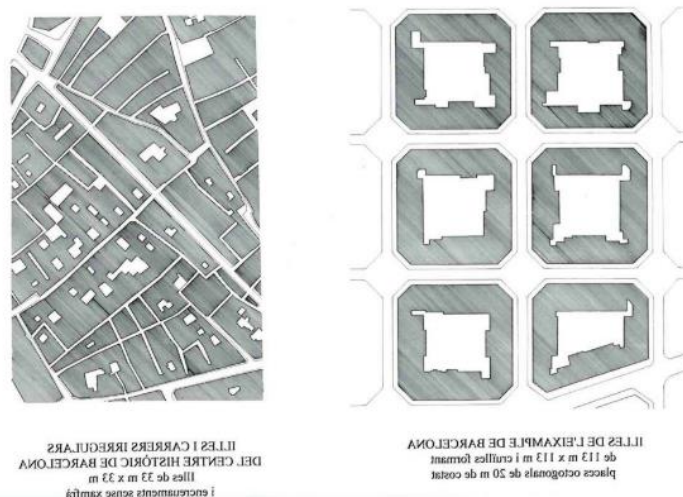 ILLES I CARRERS IRREGULARS
DEL CENTRE HISTÒRIC DE BARCELONA
Illes de 33 m x 33 m
i encreuaments sense xamfrà
ILLES DE L'EIXAMPLE DE BARCELONA
de 113 m x 113 m i cruïlles formant
places octogonals de 20 m de costat